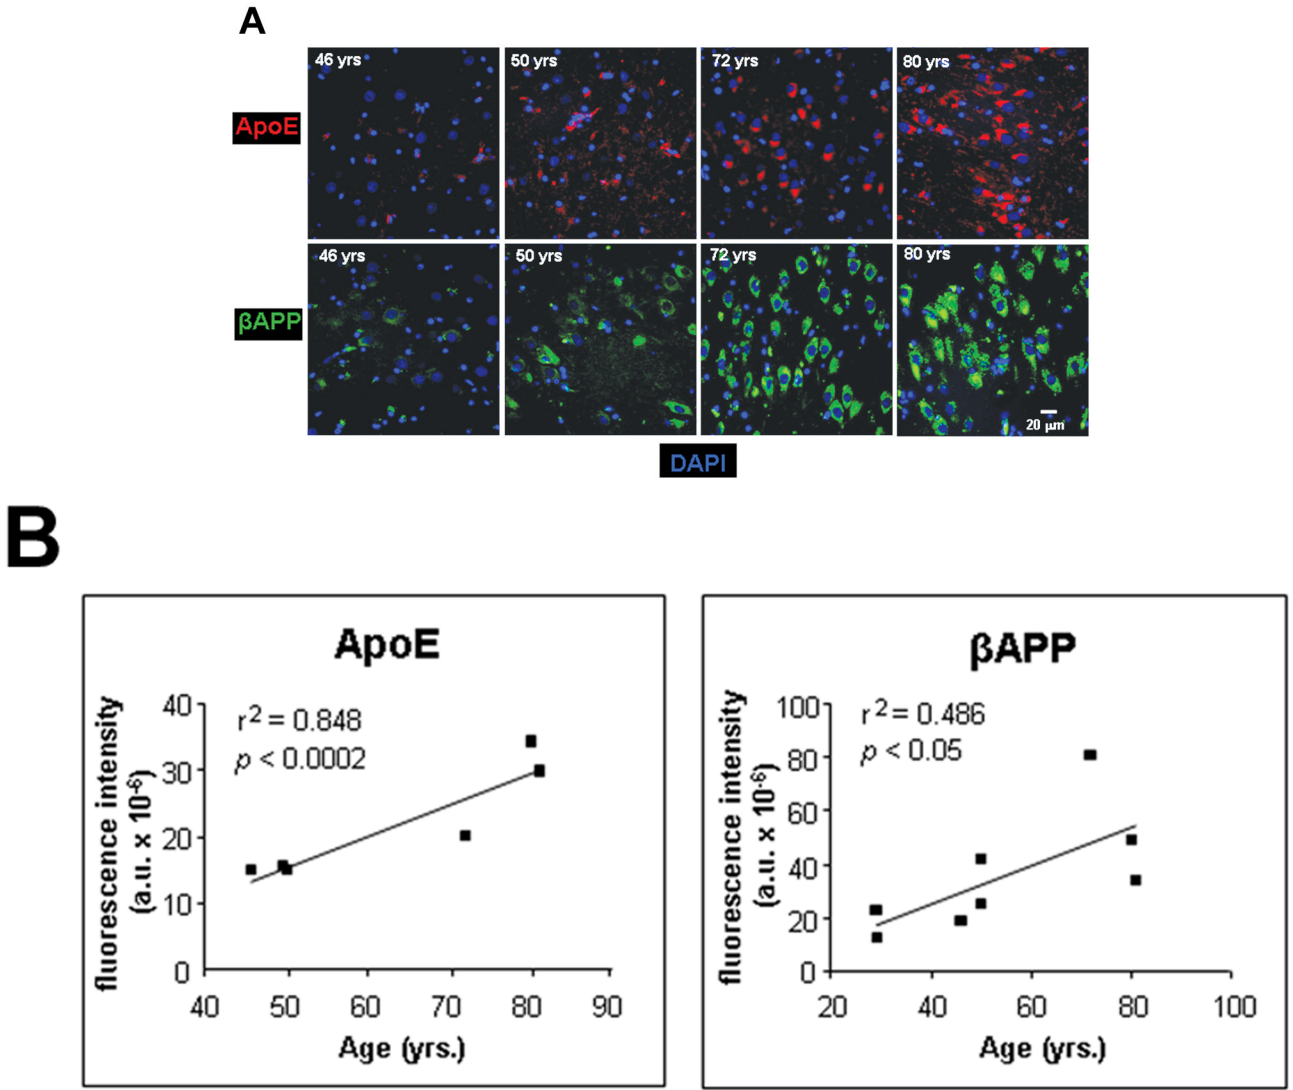 A
ApoE
46 yrs
50 yrs
72 yrs
80 yrs
βAPP
46 yrs
50 yrs
72 yrs
80 yrs
20 µm
DAPI
B
ApoE
r² = 0.848
p < 0.0002
fluorescence intensity
(a.u. x 10⁻⁶)
40
30
20
10
0
40 50 60 70 80 90
Age (yrs.)
βAPP
r² = 0.486
p < 0.05
fluorescence intensity
(a.u. x 10⁻⁶)
100
80
60
40
20
0
20 40 60 80 100
Age (yrs.)